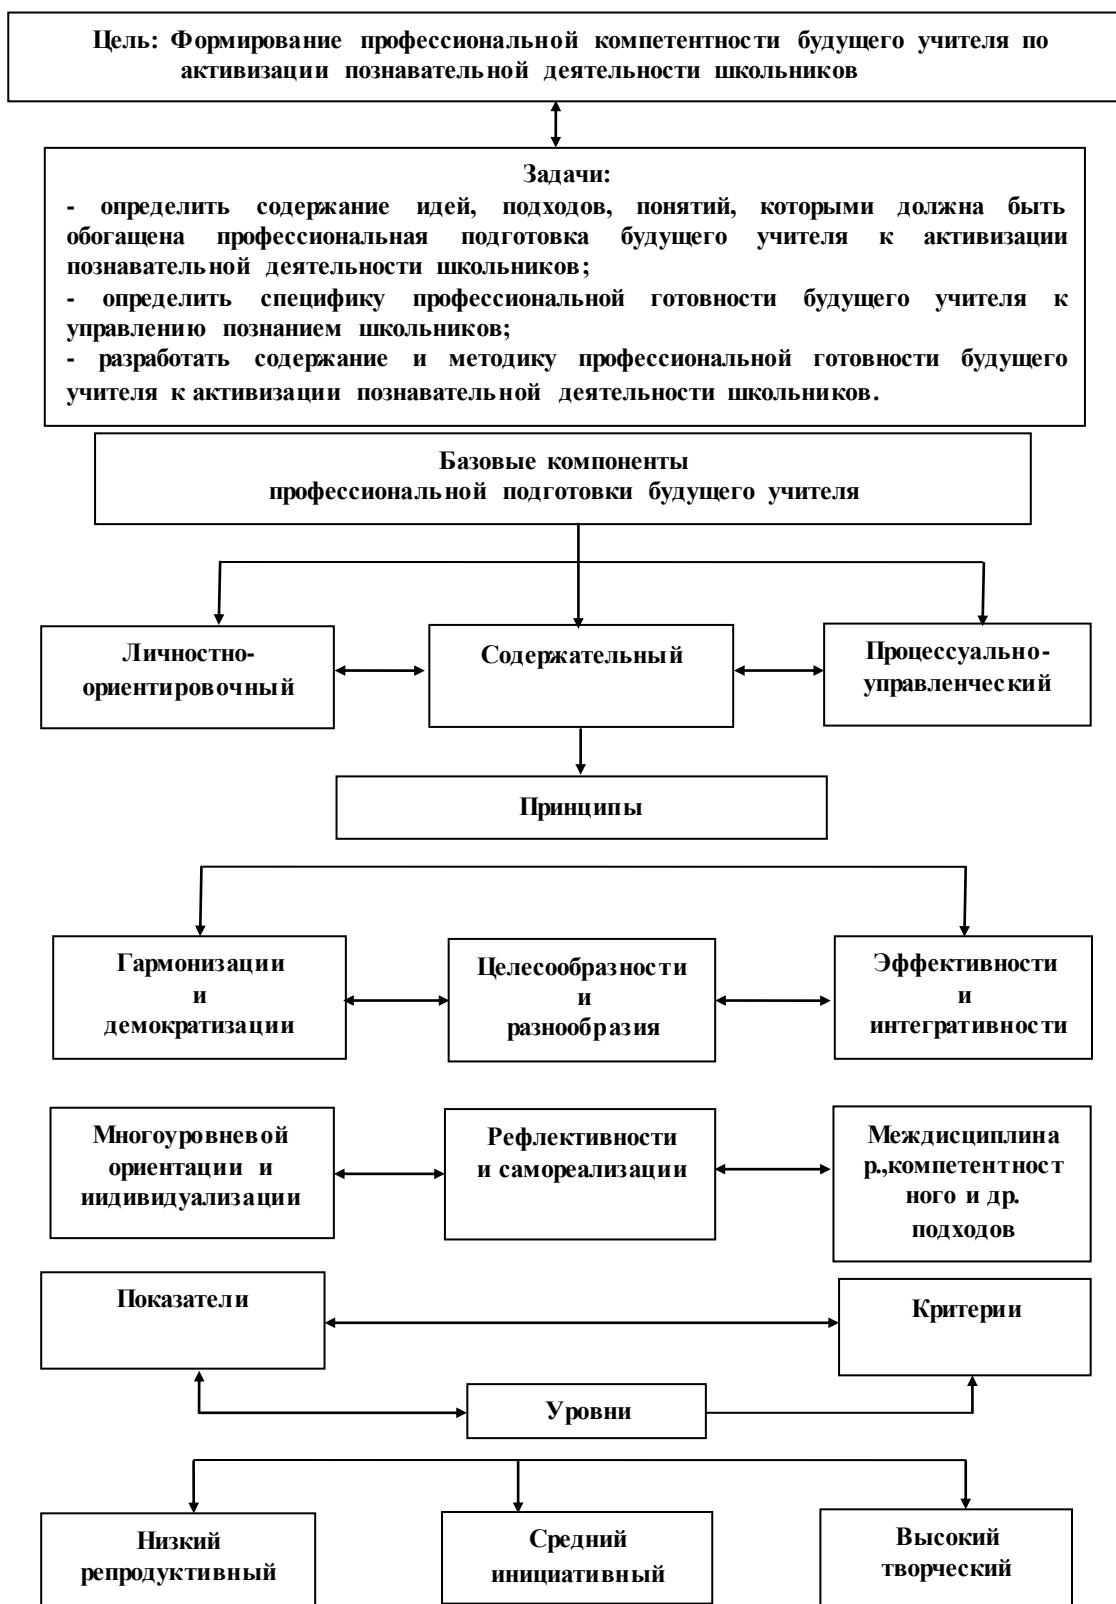 Цель: Формирование профессиональной компетентности будущего учителя по
активизации познавательной деятельности школьников
Задачи:
- определить содержание идей, подходов, понятий, которыми должна быть
обогащена профессиональная подготовка будущего учителя к активизации
познавательной деятельности школьников;
- определить специфику профессиональной готовности будущего учителя к
управлению познанием школьников;
- разработать содержание и методику профессиональной готовности будущего
учителя к активизации познавательной деятельности школьников.
Базовые компоненты
профессиональной подготовки будущего учителя
Личностно-
ориентировочный
Содержательный
Процессуально-
управленческий
Принципы
Гармонизации
и
демократизации
Целесообразности
и
разнообразия
Эффективности
и
интегративности
Многоуровневой
ориентации и
иидивидуализации
Рефлективности
и самореализации
Междисциплина
р.,компетентност
ного и др.
подходов
Показатели
Критерии
Уровни
Низкий
репродуктивный
Средний
инициативный
Высокий
творческий